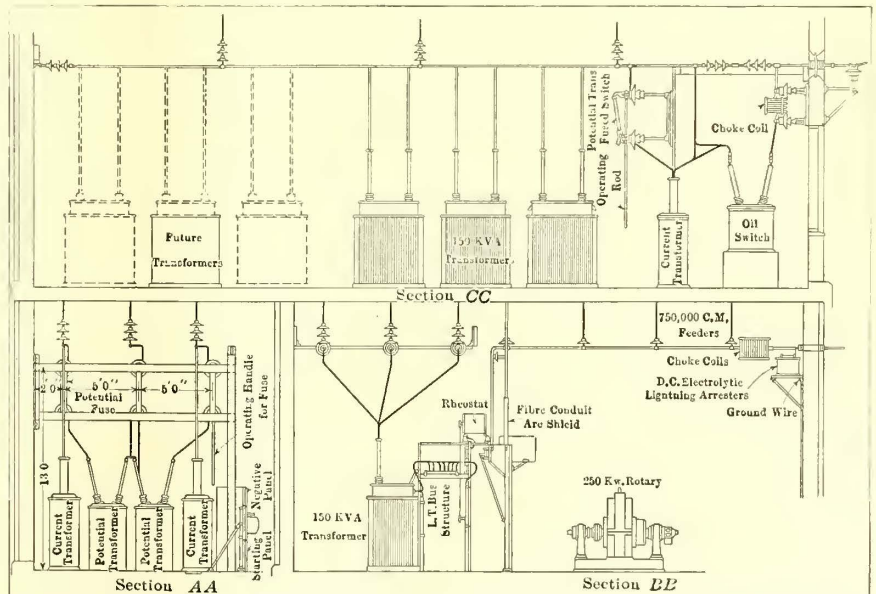 Potential Trans
Fused Switch
Operating
Rod
Choke Coil
Future
Transformers
150 KVA
Transformers
Current
Transformer
Oil
Switch
Section CC
2'0"
5'0"
5'0"
Potential
Fuse
Operating Handle
for Fuse
13'0
Current
Transformer
Potential
Transformer
Potential
Transformer
Current
Transformer
Negative
Panel
Starting
Panel
Section AA
750,000 C.M.
Feeders
Choke Coils
D.C. Electrolytic
Lightning Arresters
Ground Wire
Rheostat
Fibre Conduit
Arc Shield
L.T. Bus
Structure
150 KVA
Transformer
250 Kw. Rotary
Section BB